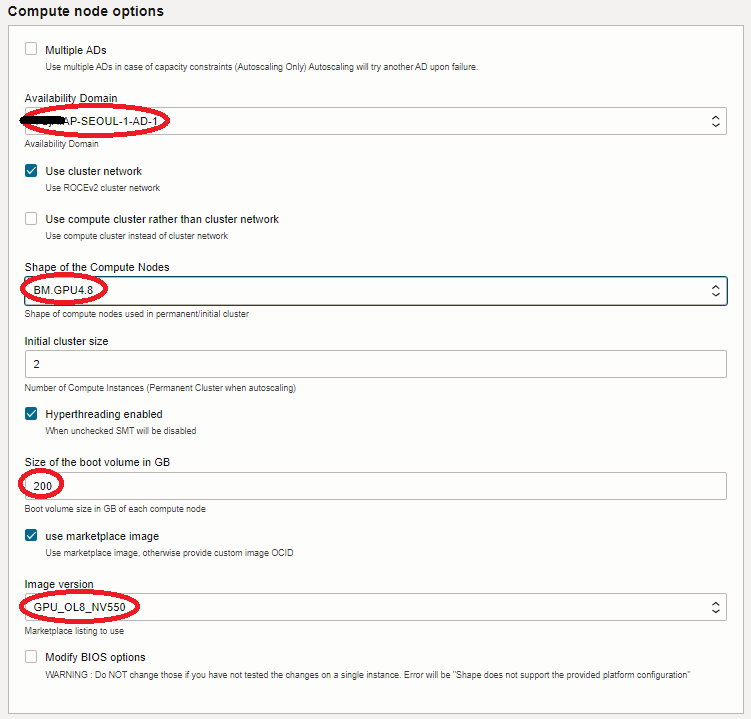 Compute node options
Multiple ADs
Use multiple ADs in case of capacity constraints (Autoscaling Only) Autoscaling will try another AD upon failure.
Availability Domain
AP-SEOUL-1-AD-1
Availability Domain
Use cluster network
Use ROCEv2 cluster network
Use compute cluster rather than cluster network
Use compute cluster instead of cluster network
Shape of the Compute Nodes
BM.GPU4.8
Shape of compute nodes used in permanent/initial cluster
Initial cluster size
2
Number of Compute Instances (Permanent Cluster when autoscaling)
Hyperthreading enabled
When unchecked SMT will be disabled
Size of the boot volume in GB
200
Boot volume size in GB of each compute node
use marketplace image
Use marketplace image, otherwise provide custom image OCID
Image version
GPU_OL8_NV550
Marketplace listing to use
Modify BIOS options
WARNING : Do NOT change those if you have not tested the changes on a single instance. Error will be "Shape does not support the provided platform configuration"